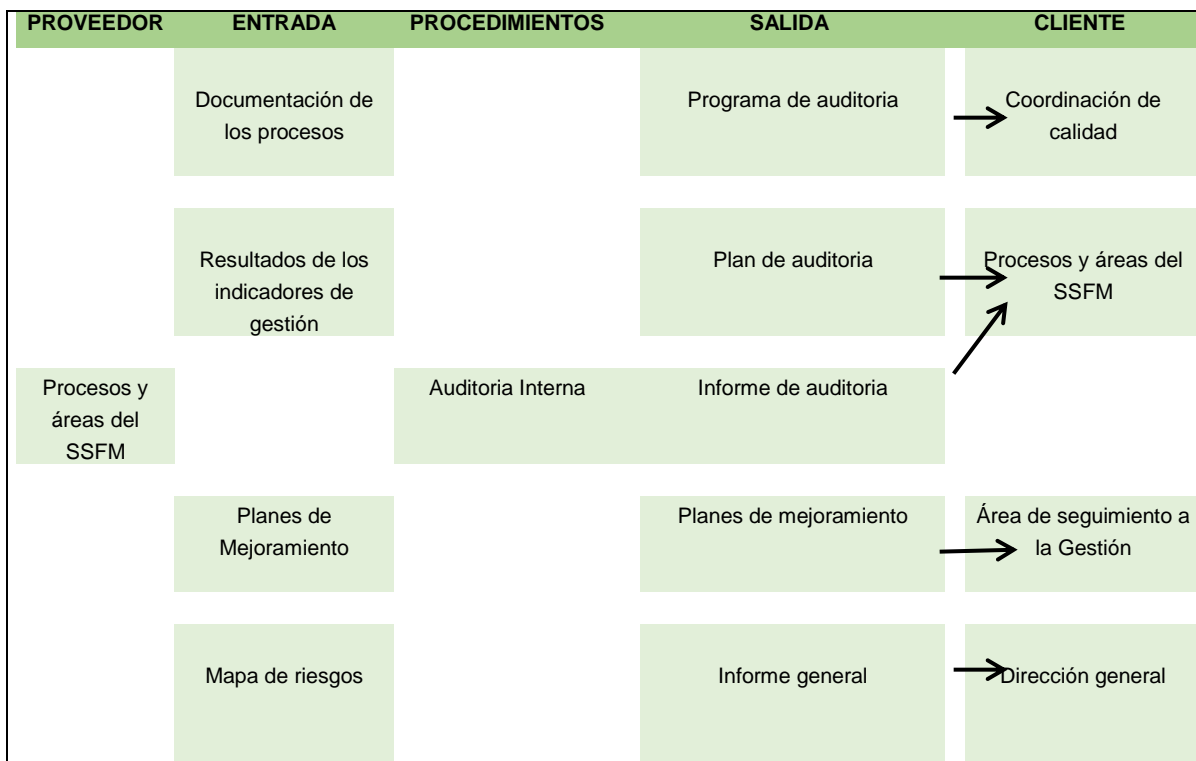 PROVEEDOR ENTRADA PROCEDIMIENTOS SALIDA CLIENTE
Documentación de
los procesos
Programa de auditoria
Coordinación de
calidad
Resultados de los
indicadores de
gestión
Plan de auditoria
Procesos y áreas del
SSFM
Procesos y
áreas del
SSFM
Auditoria Interna
Informe de auditoria
Planes de
Mejoramiento
Planes de mejoramiento
Área de seguimiento a
la Gestión
Mapa de riesgos
Informe general
Dirección general